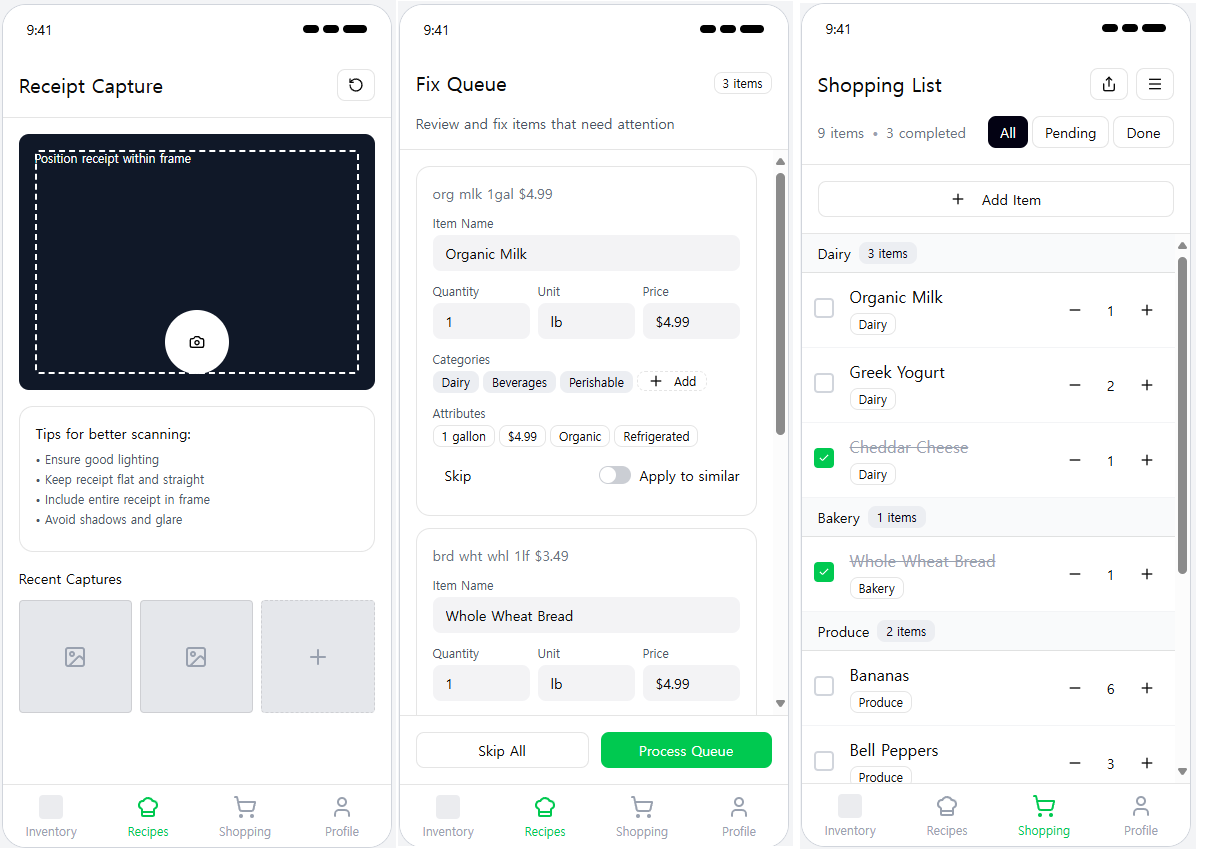 9:41
Receipt Capture
Position receipt within frame
Tips for better scanning:
• Ensure good lighting
• Keep receipt flat and straight
• Include entire receipt in frame
• Avoid shadows and glare
Recent Captures
Inventory Recipes Shopping Profile
9:41
Fix Queue 3 items
Review and fix items that need attention
org mlk 1gal $4.99
Item Name
Organic Milk
Quantity Unit Price
1 lb $4.99
Categories
Dairy Beverages Perishable + Add
Attributes
1 gallon $4.99 Organic Refrigerated
Skip Apply to similar
brd wht whl 1lf $3.49
Item Name
Whole Wheat Bread
Quantity Unit Price
1 lb $4.99
Skip All Process Queue
Inventory Recipes Shopping Profile
9:41
Shopping List
9 items • 3 completed All Pending Done
+ Add Item
Dairy 3 items
Organic Milk
Dairy
− 1 +
Greek Yogurt
Dairy
− 2 +
Cheddar Cheese
Dairy
− 1 +
Bakery 1 items
Whole Wheat Bread
Bakery
− 1 +
Produce 2 items
Bananas
Produce
− 6 +
Bell Peppers
Produce
− 3 +
Inventory Recipes Shopping Profile